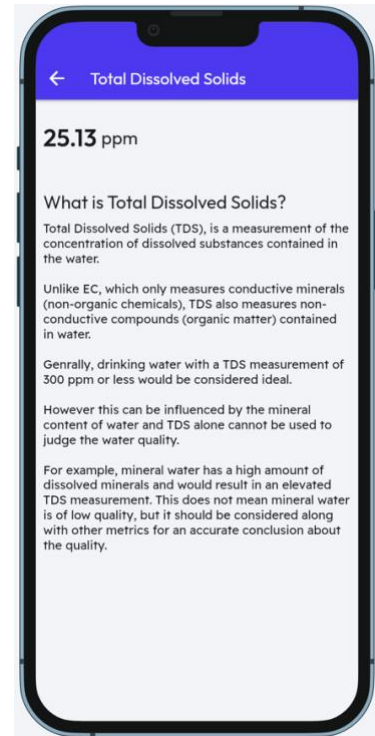 Total Dissolved Solids
25.13 ppm
What is Total Dissolved Solids?
Total Dissolved Solids (TDS), is a measurement of the
concentration of dissolved substances contained in
the water.
Unlike EC, which only measures conductive minerals
(non-organic chemicals), TDS also measures non-
conductive compounds (organic matter) contained
in water.
Genrally, drinking water with a TDS measurement of
300 ppm or less would be considered ideal.
However this can be influenced by the mineral
content of water and TDS alone cannot be used to
judge the water quality.
For example, mineral water has a high amount of
dissolved minerals and would result in an elevated
TDS measurement. This does not mean mineral water
is of low quality, but it should be considered along
with other metrics for an accurate conclusion about
the quality.